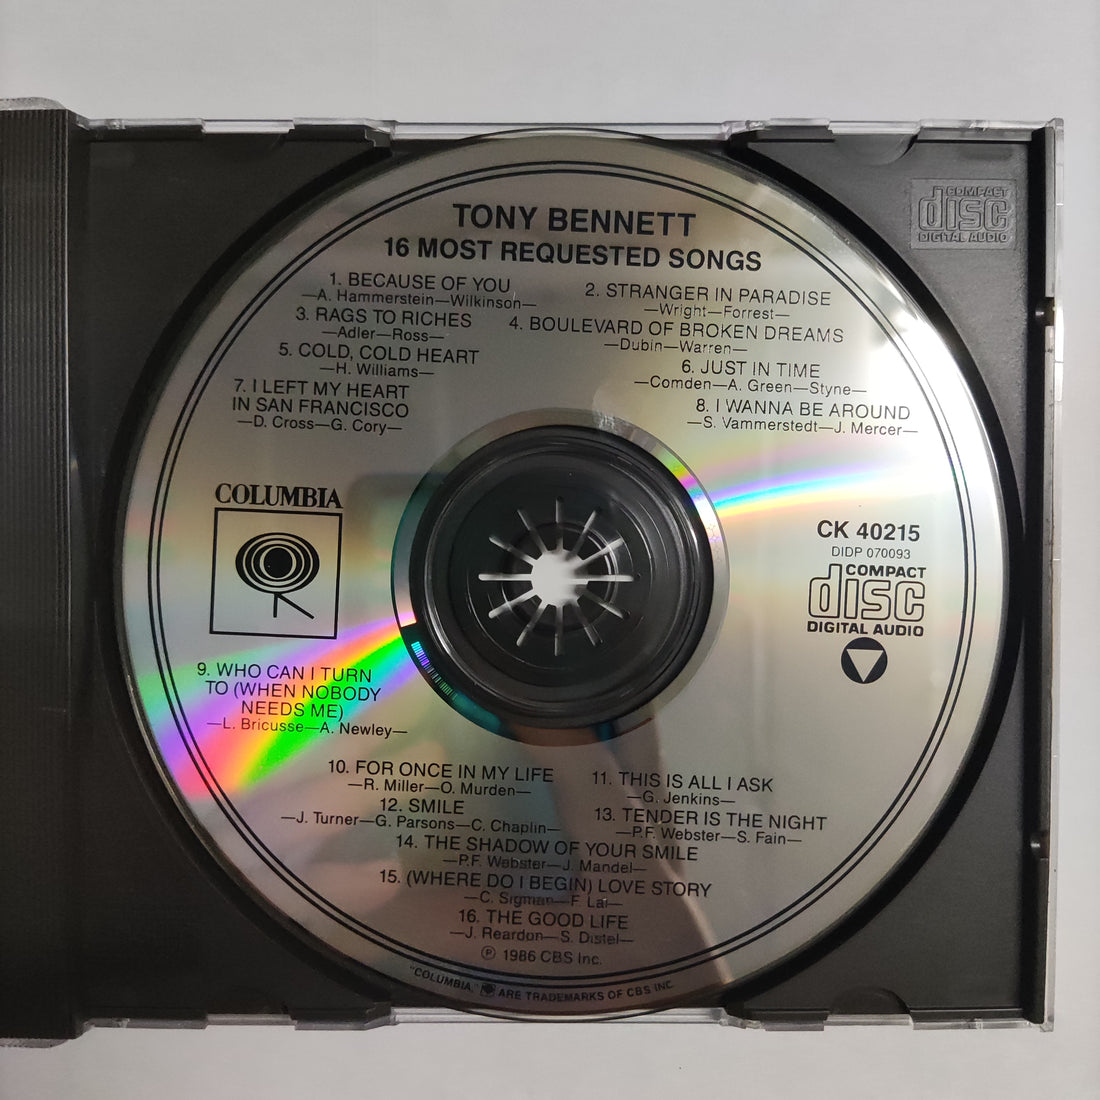 TONY BENNETT
16 MOST REQUESTED SONGS
1. BECAUSE OF YOU
—A. Hammerstein—Wilkinson—
2. STRANGER IN PARADISE
—Wright—Forrest—
3. RAGS TO RICHES
—Adler—Ross—
4. BOULEVARD OF BROKEN DREAMS
—Dubin—Warren—
5. COLD, COLD HEART
—H. Williams—
6. JUST IN TIME
—Comden—A. Green—Styne—
7. I LEFT MY HEART
IN SAN FRANCISCO
—D. Cross—G. Cory—
8. I WANNA BE AROUND
—S. Vammerstedt—J. Mercer—
COLUMBIA
CK 40215
DIDP 070093
COMPACT
disc
DIGITAL AUDIO
9. WHO CAN I TURN
TO (WHEN NOBODY
NEEDS ME)
—L. Bricusse—A. Newley—
10. FOR ONCE IN MY LIFE
—R. Miller—O. Murden—
11. THIS IS ALL I ASK
—G. Jenkins—
12. SMILE
—J. Turner—G. Parsons—C. Chaplin—
13. TENDER IS THE NIGHT
—P.F. Webster—S. Fain—
14. THE SHADOW OF YOUR SMILE
—P.F. Webster—J. Mandel—
15. (WHERE DO I BEGIN) LOVE STORY
—C. Sigman—F. Lai—
16. THE GOOD LIFE
—J. Reardon—S. Distel—
℗ 1986 CBS Inc.
"COLUMBIA," ARE TRADEMARKS OF CBS INC.
COMPACT
disc
DIGITAL AUDIO